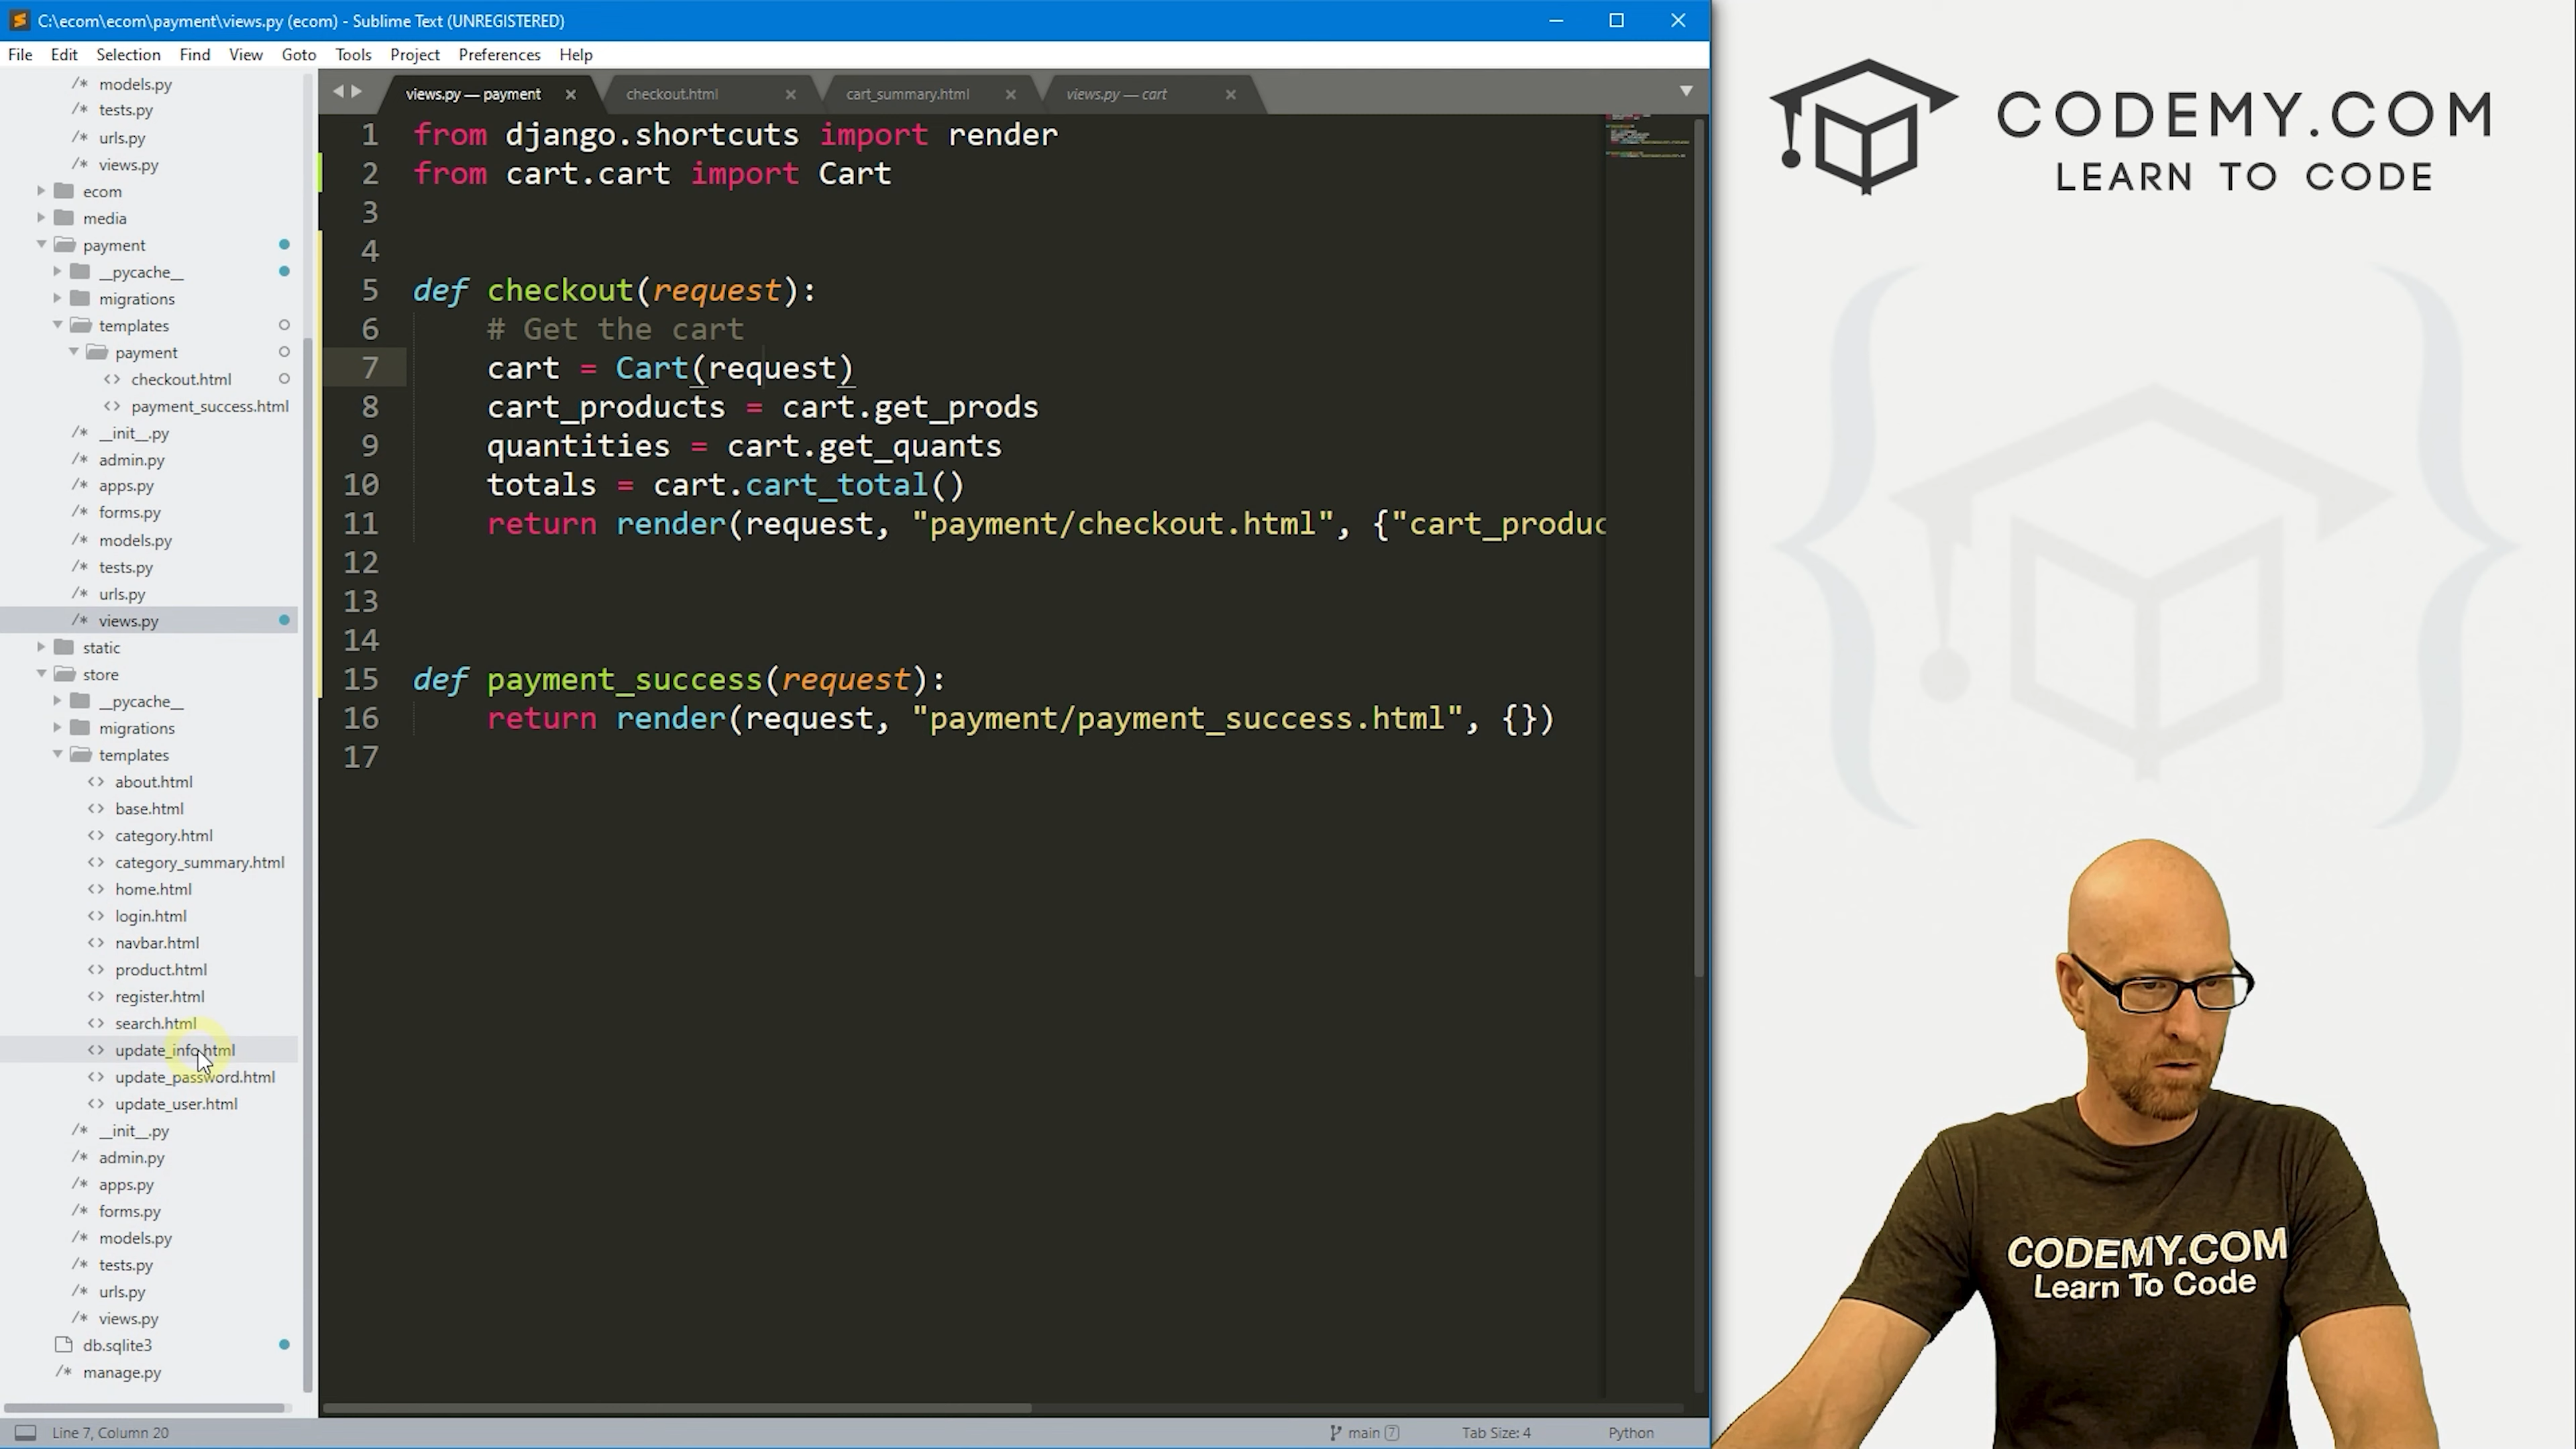 C:\ecom\ecom\payment\views.py (ecom) - Sublime Text (UNREGISTERED)
File Edit Selection Find View Goto Tools Project Preferences Help
/* models.py
/* tests.py
/* urls.py
/* views.py
ecom
media
payment
__pycache__
migrations
templates
payment
<> checkout.html
<> payment_success.html
/* __init__.py
/* admin.py
/* apps.py
/* forms.py
/* models.py
/* tests.py
/* urls.py
/* views.py
static
store
__pycache__
migrations
templates
<> about.html
<> base.html
<> category.html
<> category_summary.html
<> home.html
<> login.html
<> navbar.html
<> product.html
<> register.html
<> search.html
<> update_info.html
<> update_password.html
<> update_user.html
/* __init__.py
/* admin.py
/* apps.py
/* forms.py
/* models.py
/* tests.py
/* urls.py
/* views.py
db.sqlite3
/* manage.py
views.py — payment checkout.html cart_summary.html views.py — cart
1 from django.shortcuts import render
2 from cart.cart import Cart
3
4
5 def checkout(request):
6 # Get the cart
7 cart = Cart(request)
8 cart_products = cart.get_prods
9 quantities = cart.get_quants
10 totals = cart.cart_total()
11 return render(request, "payment/checkout.html", {"cart_produc
12
13
14
15 def payment_success(request):
16 return render(request, "payment/payment_success.html", {})
17
Line 7, Column 20 main 7 Tab Size: 4 Python
CODEMY.COM
LEARN TO CODE
CODEMY.COM
Learn To Code